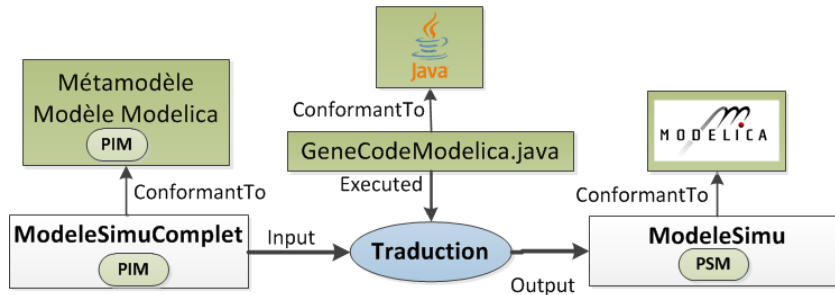 Java
Métamodèle
Modèle Modelica
PIM
ConformantTo
MODELICA
GeneCodeModelica.java
ConformantTo
Executed
ConformantTo
ModeleSimuComplet
PIM
Input
Traduction
Output
ModeleSimu
PSM